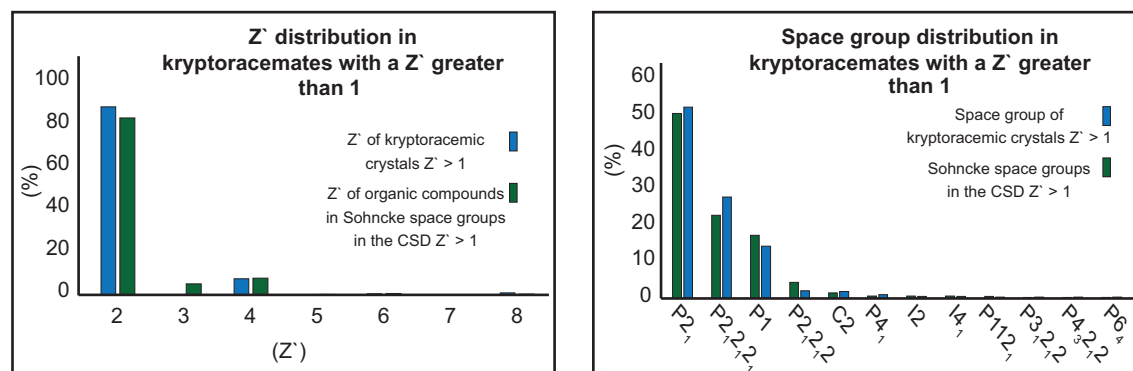 Z` distribution in
kryptoracemates with a Z` greater
than 1
100
80
60
40
20
0
(%)
Z` of kryptoracemic
crystals Z` > 1
Z` of organic compounds
in Sohncke space groups
in the CSD Z` > 1
2 3 4 5 6 7 8
(Z`)
Space group distribution in
kryptoracemates with a Z` greater
than 1
60
50
40
30
20
10
0
(%)
Space group of
kryptoracemic crystals Z` > 1
Sohncke space groups
in the CSD Z` > 1
P2₁ P2₁2₁2₁ P1 P2₁2₁2 C2 P4₁ I2 I4₁ P112₁ P3₁2₁2 P4₃2₁2 P6₄